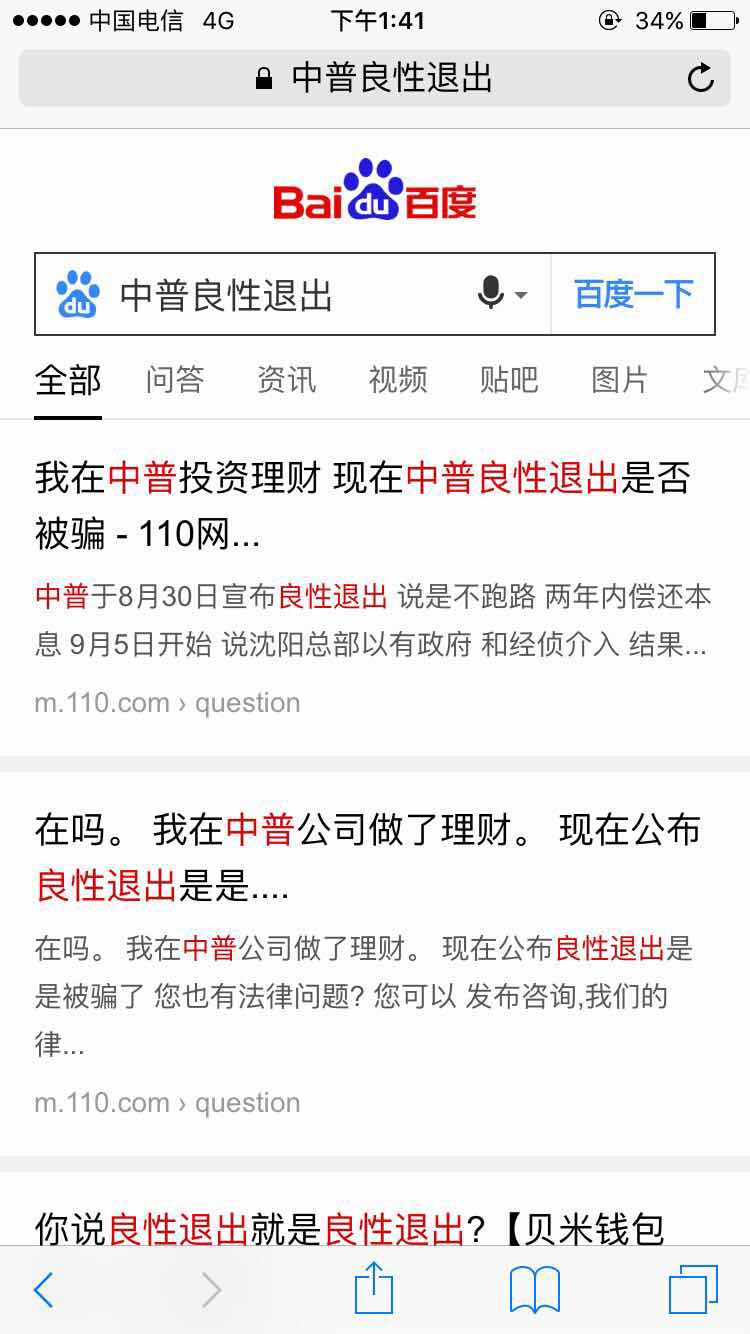 中国电信 4G 下午1:41 34%
中普良性退出
Bai du 百度
du 中普良性退出 百度一下
全部 问答 资讯 视频 贴吧 图片 文
我在中普投资理财 现在中普良性退出是否
被骗 - 110网...
中普于8月30日宣布良性退出 说是不跑路 两年内偿还本
息 9月5日开始 说沈阳总部以有政府 和经侦介入 结果...
m.110.com › question
在吗。 我在中普公司做了理财。 现在公布
良性退出是是....
在吗。 我在中普公司做了理财。 现在公布良性退出是
是被骗了 您也有法律问题? 您可以 发布咨询,我们的
律...
m.110.com › question
你说良性退出就是良性退出?【贝米钱包